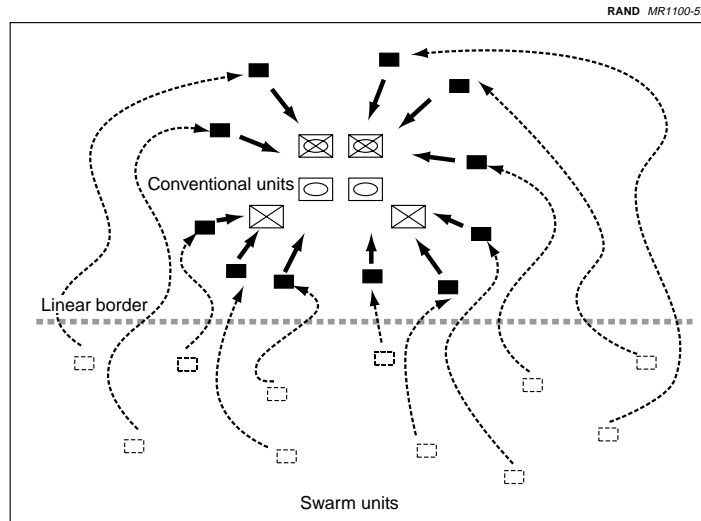 RAND MR1100-5.
Conventional units
Linear border
Swarm units